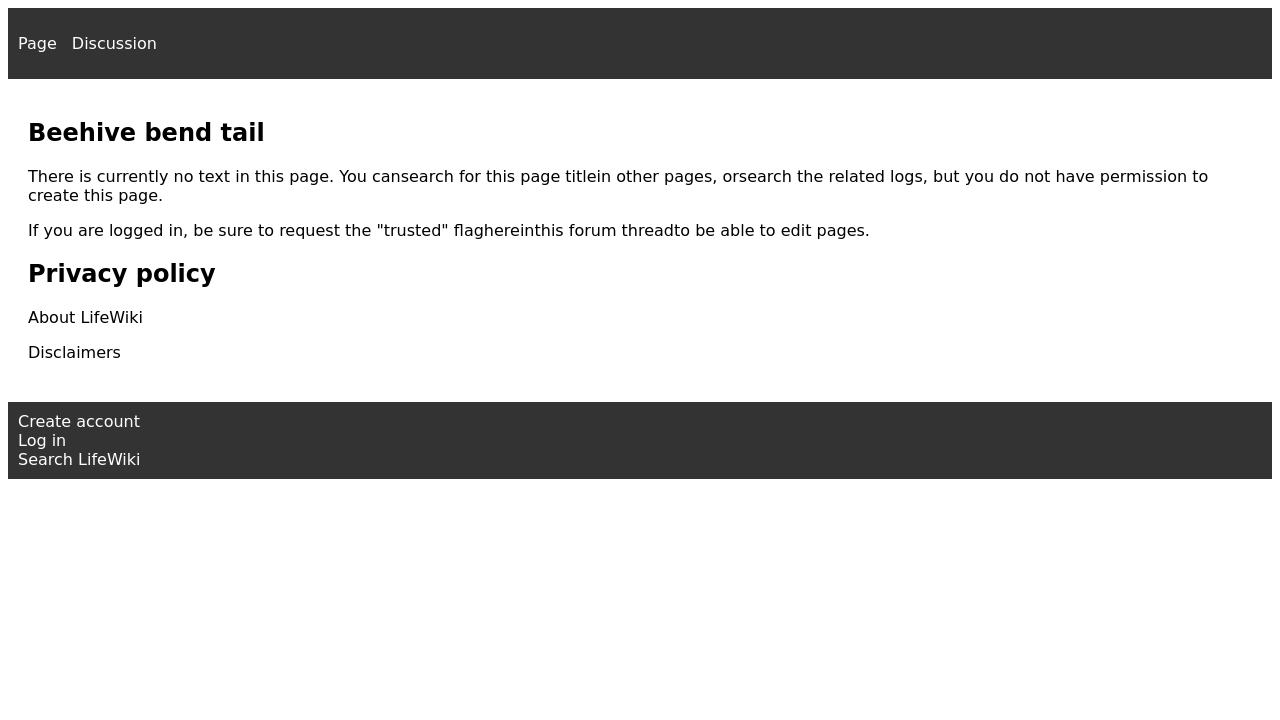 Page Discussion
Beehive bend tail
There is currently no text in this page. You cansearch for this page titlein other pages, orsearch the related logs, but you do not have permission to
create this page.
If you are logged in, be sure to request the "trusted" flaghereinthis forum threadto be able to edit pages.
Privacy policy
About LifeWiki
Disclaimers
Create account
Log in
Search LifeWiki